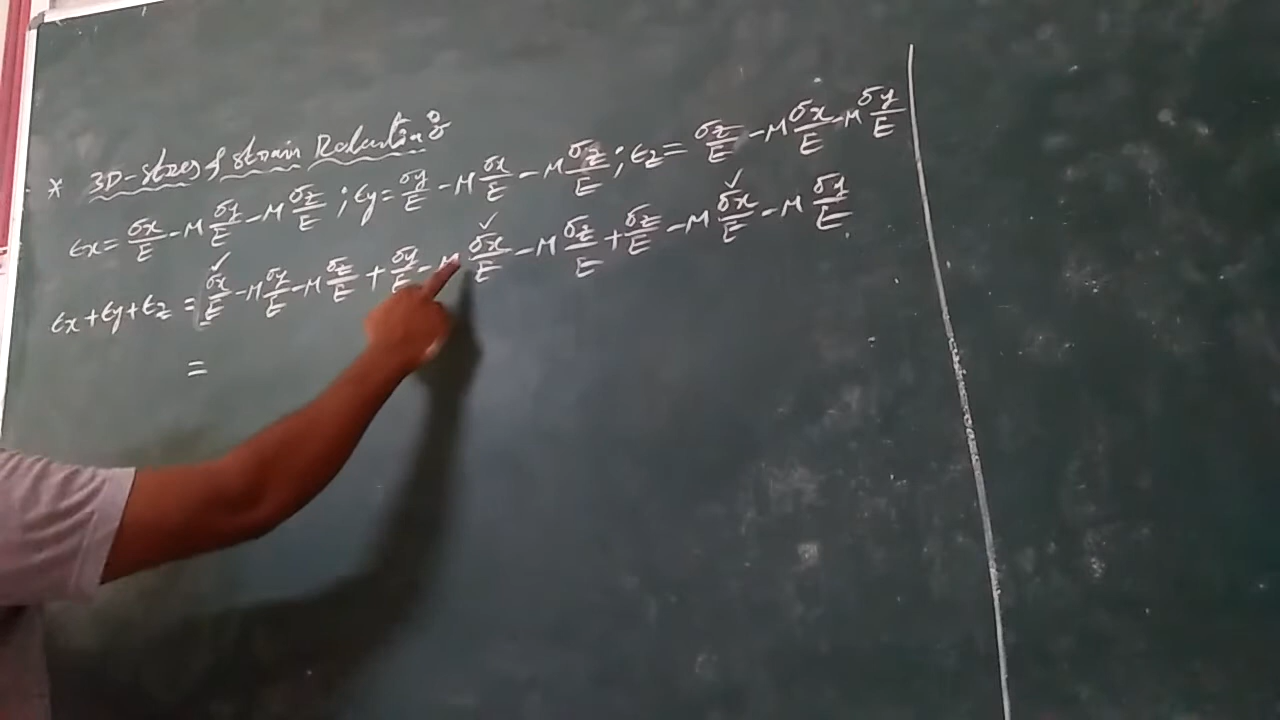 * 3D-stress & strain Relation's
εx = σx/E - μ σy/E - μ σz/E ; εy = σy/E - μ σx/E - μ σz/E ; εz = σz/E - μ σx/E - μ σy/E
εx + εy + εz = σx/E - μ σy/E - μ σz/E + σy/E - μ σx/E - μ σz/E + σz/E - μ σx/E - μ σy/E
=